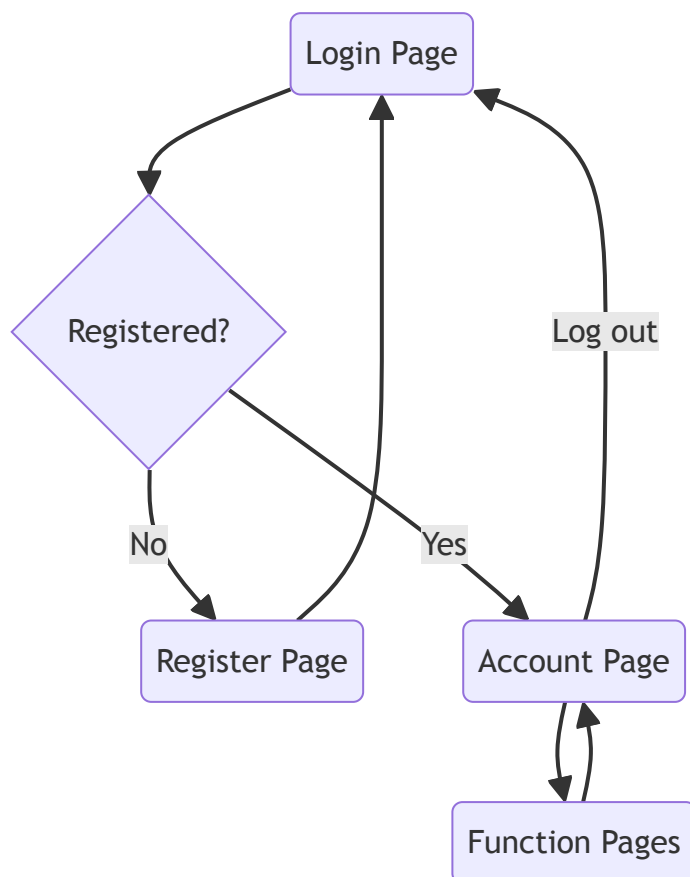 Login Page
Registered?
Log out
No
Yes
Register Page
Account Page
Function Pages